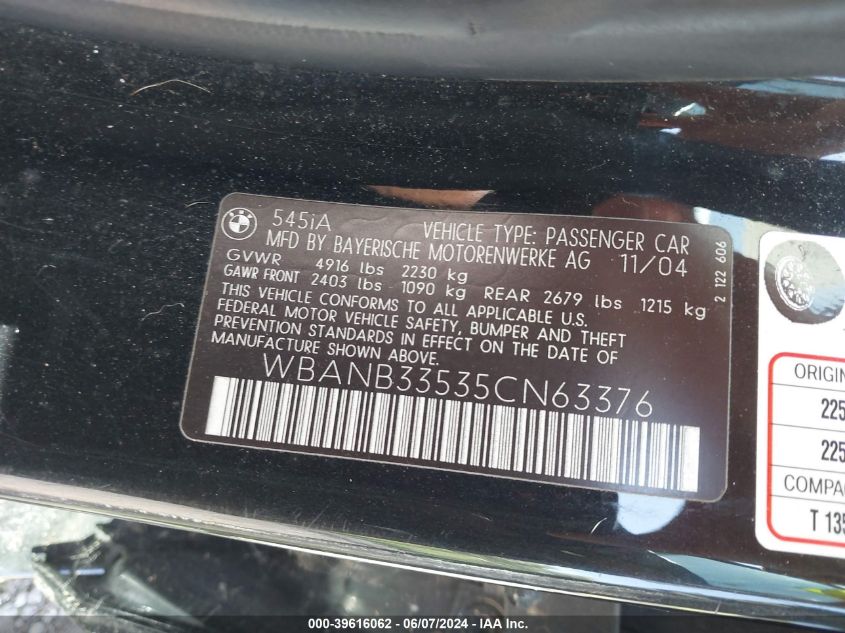 BMW
545iA VEHICLE TYPE: PASSENGER CAR
MFD BY BAYERISCHE MOTORENWERKE AG 11/04
GVWR 4916 lbs 2230 kg
GAWR FRONT 2403 lbs 1090 kg REAR 2679 lbs 1215 kg
THIS VEHICLE CONFORMS TO ALL APPLICABLE U.S.
FEDERAL MOTOR VEHICLE SAFETY, BUMPER AND THEFT
PREVENTION STANDARDS IN EFFECT ON THE DATE OF
MANUFACTURE SHOWN ABOVE.
WBANB33535CN63376
2 122 606
ORIGIN
225
225
COMPA
T 135
000-39616062 - 06/07/2024 - IAA Inc.